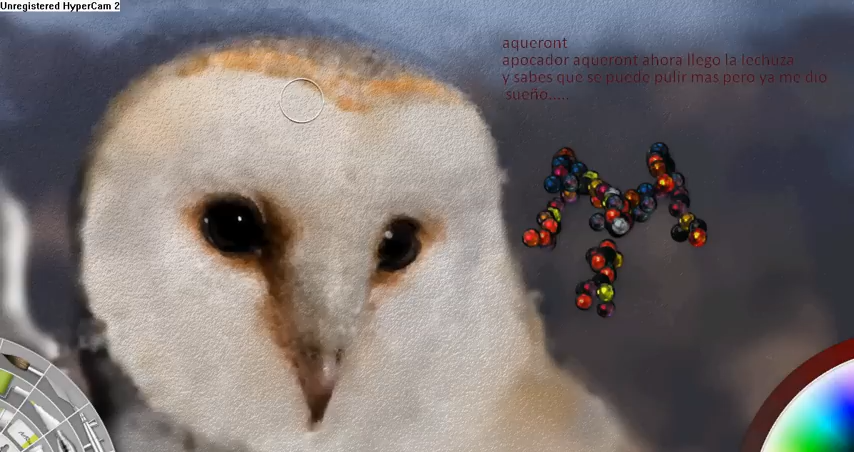 Unregistered HyperCam 2
aqueront
apocador aqueront ahora llego la lechuza
y sabes que se puede pulir mas pero ya me dio
sueño.....